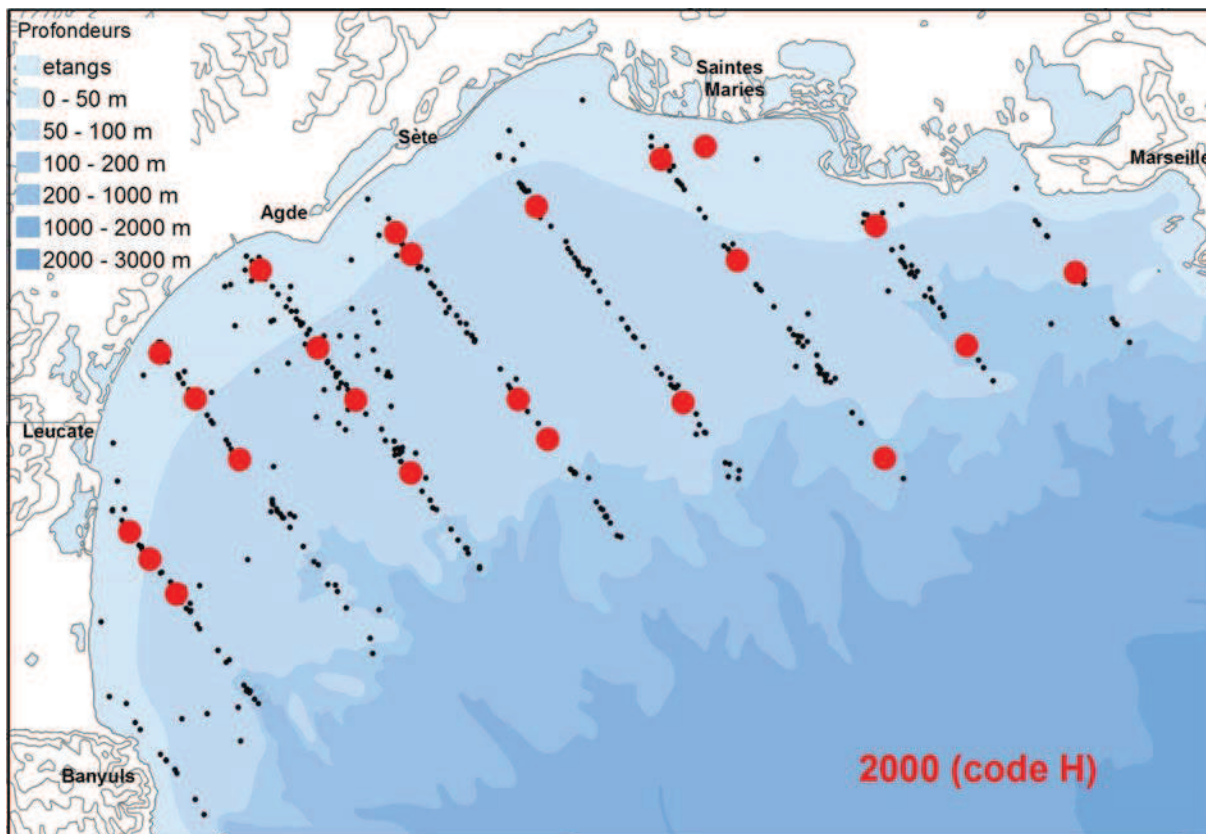 Profondeurs
etangs
0 - 50 m
50 - 100 m
100 - 200 m
200 - 1000 m
1000 - 2000 m
2000 - 3000 m
Saintes
Maries
Sète
Marseille
Agde
Leucate
Banyuls
2000 (code H)